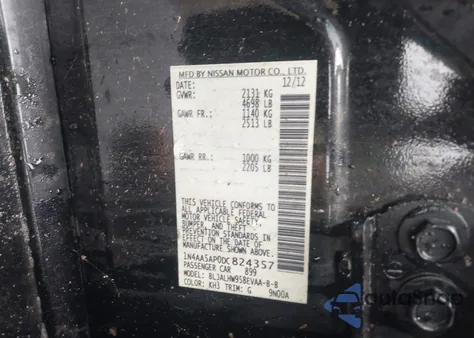 MFD BY NISSAN MOTOR CO., LTD.
DATE: 12/12
GVWR: 2131 KG
4698 LB
GAWR FR.: 1140 KG
2513 LB
GAWR RR.: 1000 KG
2205 LB
THIS VEHICLE CONFORMS TO
ALL APPLICABLE FEDERAL
MOTOR VEHICLE SAFETY,
BUMPER AND THEFT
PREVENTION STANDARDS IN
EFFECT ON THE DATE OF
MANUFACTURE SHOWN ABOVE.
1N4AA5AP0DC824357
PASSENGER CAR 899
MODEL: BLJALHW958EVAA-B-B
COLOR: KH3 TRIM: G 9N00A
AutoShop